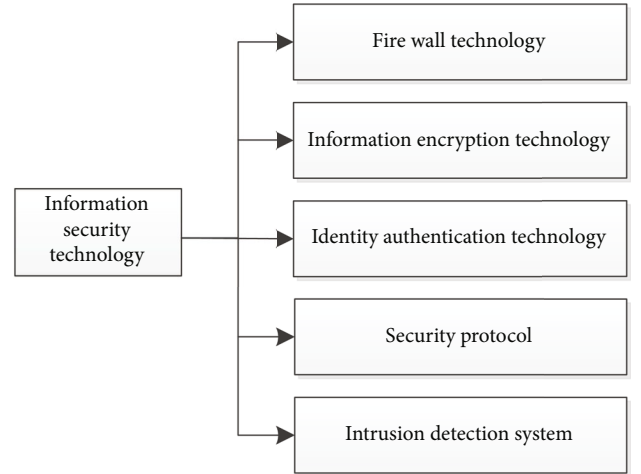 Fire wall technology
Information encryption technology
Information
security
technology
Identity authentication technology
Security protocol
Intrusion detection system